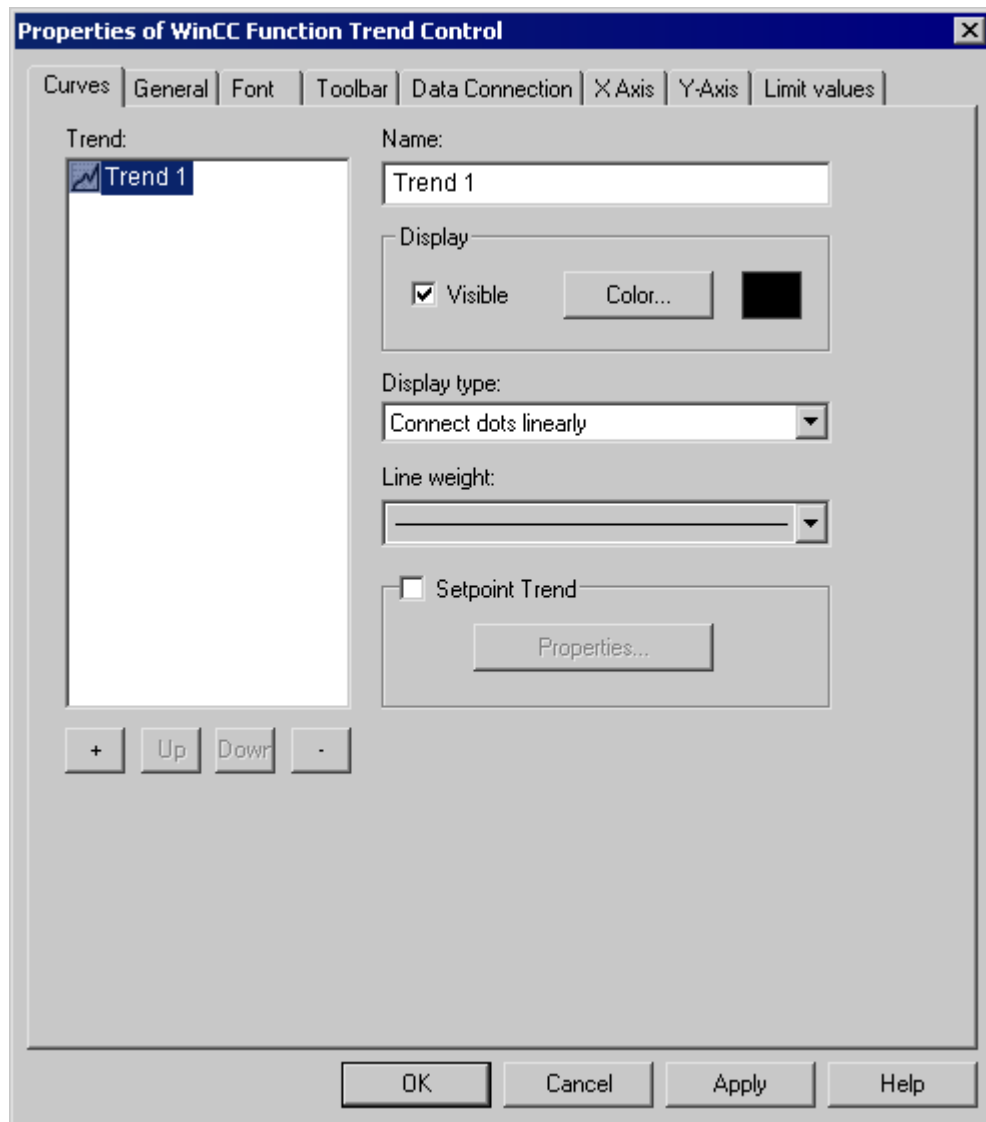 Properties of WinCC Function Trend Control
Curves General Font Toolbar Data Connection X Axis Y-Axis Limit values
Trend: Name:
Trend 1 Trend 1
Display
Visible Color...
Display type:
Connect dots linearly
Line weight:
Setpoint Trend
Properties...
+ Up Down -
OK Cancel Apply Help